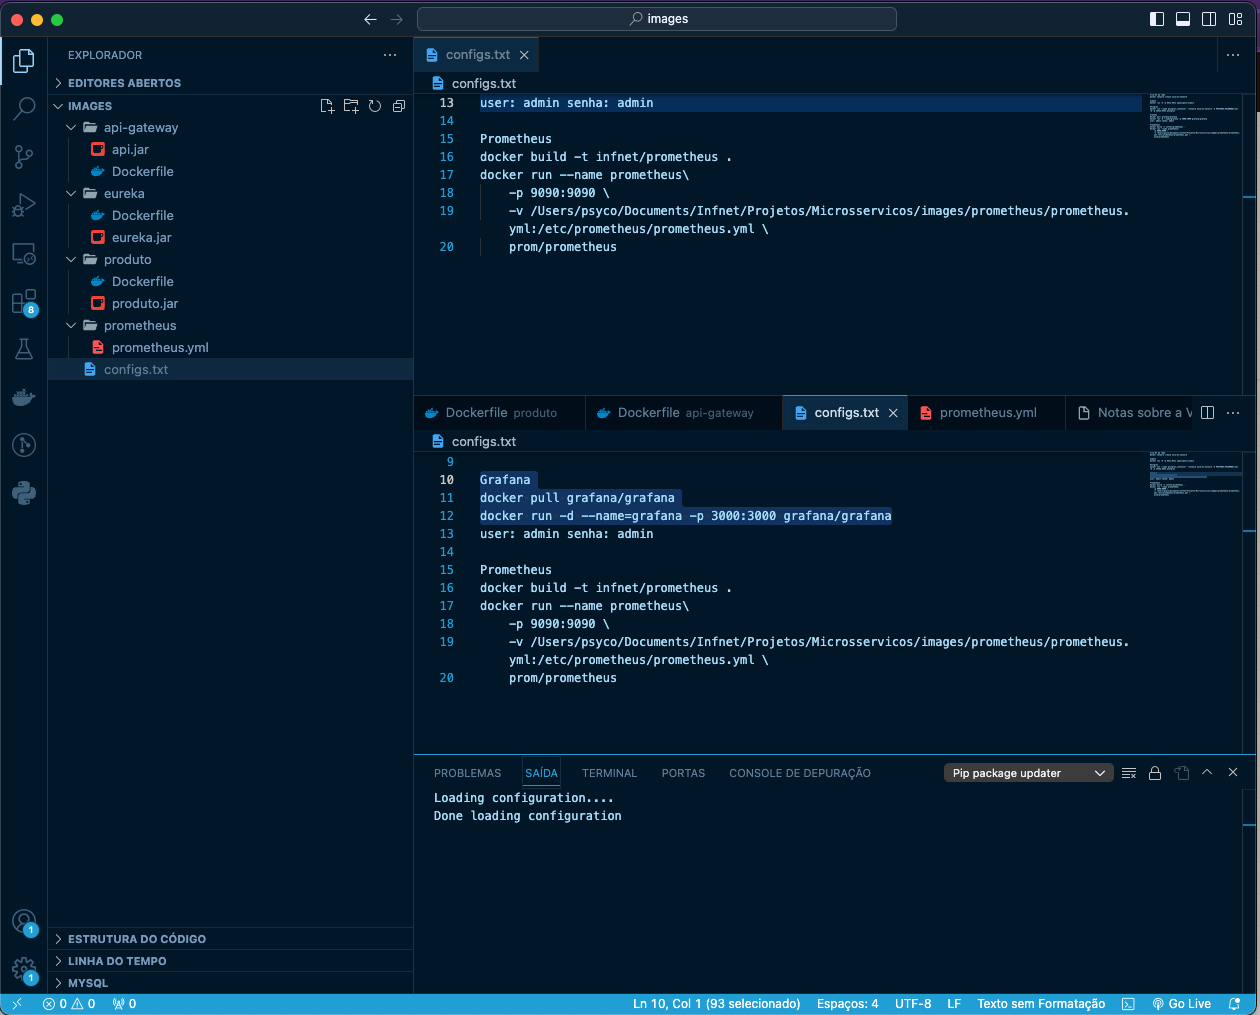 images
EXPLORADOR
EDITORES ABERTOS
IMAGES
api-gateway
api.jar
Dockerfile
eureka
Dockerfile
eureka.jar
produto
Dockerfile
produto.jar
prometheus
prometheus.yml
configs.txt
ESTRUTURA DO CÓDIGO
LINHA DO TEMPO
MYSQL
8
1
1
configs.txt
configs.txt
13 user: admin senha: admin
14
15 Prometheus
16 docker build -t infnet/prometheus .
17 docker run --name prometheus\
18 -p 9090:9090 \
19 -v /Users/psyco/Documents/Infnet/Projetos/Microsservicos/images/prometheus/prometheus.
yml:/etc/prometheus/prometheus.yml \
20 prom/prometheus
Dockerfile produto Dockerfile api-gateway configs.txt prometheus.yml Notas sobre a V
configs.txt
9
10 Grafana
11 docker pull grafana/grafana
12 docker run -d --name=grafana -p 3000:3000 grafana/grafana
13 user: admin senha: admin
14
15 Prometheus
16 docker build -t infnet/prometheus .
17 docker run --name prometheus\
18 -p 9090:9090 \
19 -v /Users/psyco/Documents/Infnet/Projetos/Microsservicos/images/prometheus/prometheus.
yml:/etc/prometheus/prometheus.yml \
20 prom/prometheus
PROBLEMAS SAÍDA TERMINAL PORTAS CONSOLE DE DEPURAÇÃO Pip package updater
Loading configuration....
Done loading configuration
0 0 0 Ln 10, Col 1 (93 selecionado) Espaços: 4 UTF-8 LF Texto sem Formatação Go Live